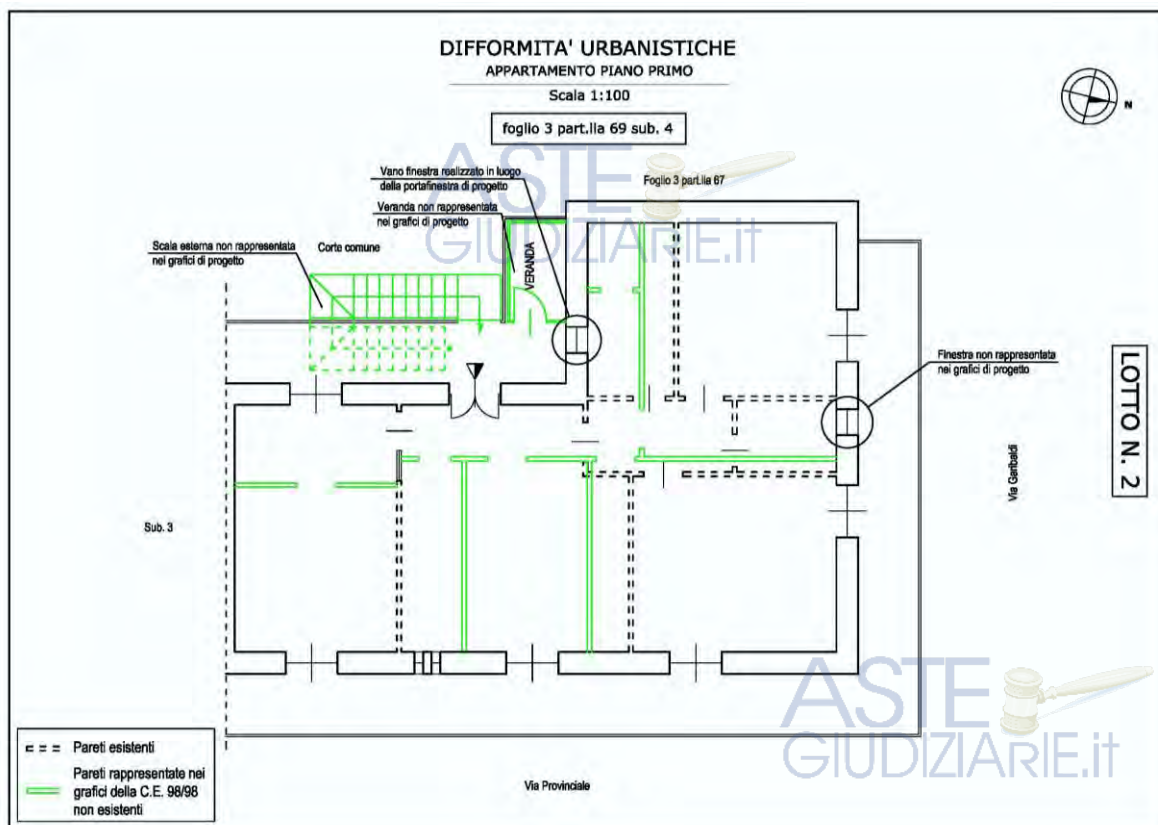 DIFFORMITA' URBANISTICHE
APPARTAMENTO PIANO PRIMO
Scala 1:100
foglio 3 part.lla 69 sub. 4
N
Vano finestra realizzato in luogo
della portafinestra di progetto
Foglio 3 part.lla 67
Veranda non rappresentata
nei grafici di progetto
Scala esterna non rappresentata
nei grafici di progetto
Corte comune
VERANDA
Finestra non rappresentata
nei grafici di progetto
LOTTO N. 2
Via Garibaldi
Sub. 3
Pareti esistenti
Pareti rappresentate nei
grafici della C.E. 98/98
non esistenti
Via Provinciale
ASTE
GIUDIZIARIE.it
ASTE
GIUDIZIARIE.it